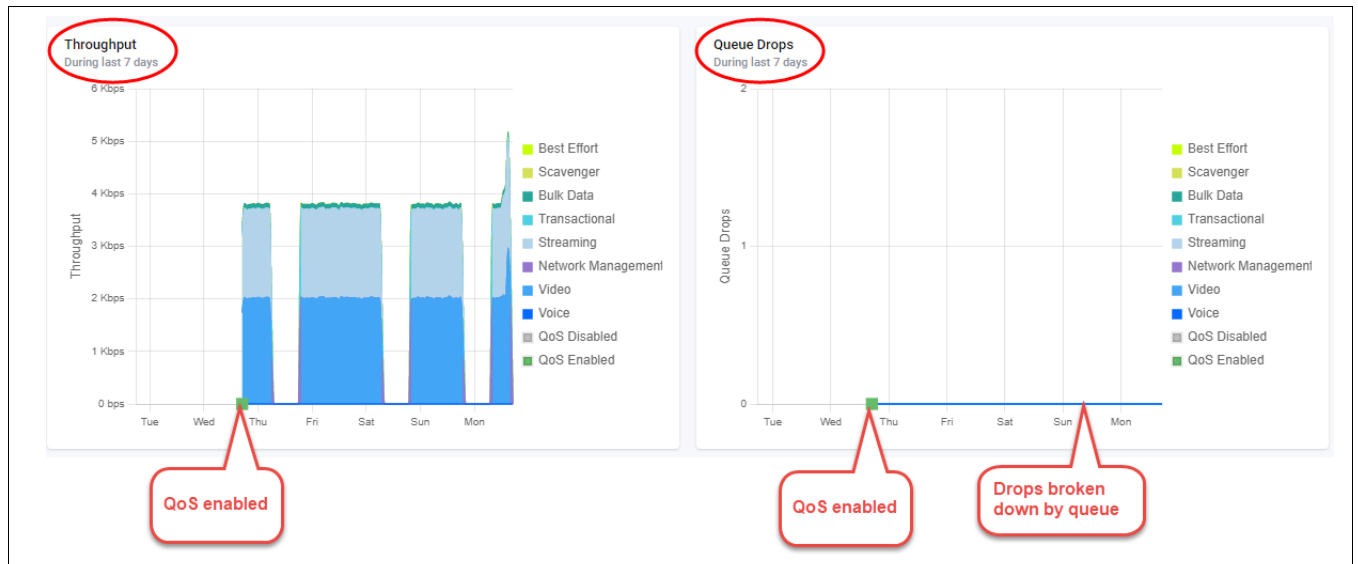 Throughput
During last 7 days
6 Kbps
5 Kbps
4 Kbps
3 Kbps
2 Kbps
1 Kbps
0 bps
Throughput
Tue Wed Thu Fri Sat Sun Mon
Best Effort
Scavenger
Bulk Data
Transactional
Streaming
Network Management
Video
Voice
QoS Disabled
QoS Enabled
QoS enabled
Queue Drops
During last 7 days
2
1
0
Queue Drops
Tue Wed Thu Fri Sat Sun Mon
Best Effort
Scavenger
Bulk Data
Transactional
Streaming
Network Management
Video
Voice
QoS Disabled
QoS Enabled
QoS enabled
Drops broken
down by queue